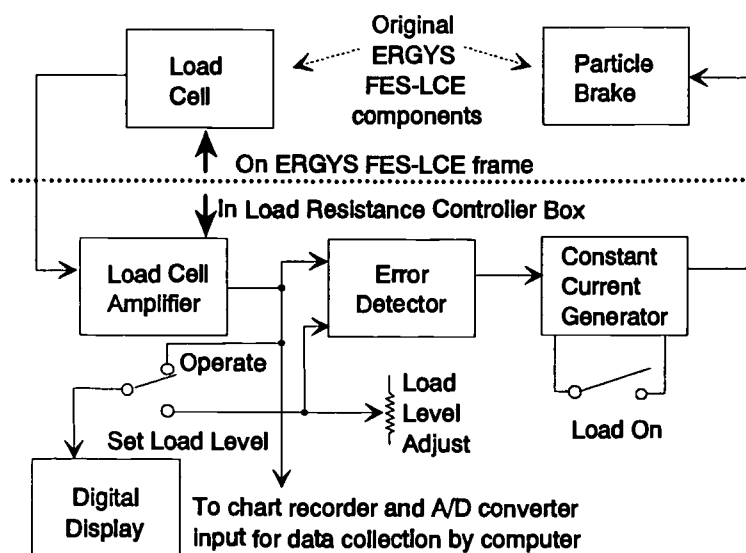 Load
Cell
Original
ERGYS
FES-LCE
components
Particle
Brake
On ERGYS FES-LCE frame
In Load Resistance Controller Box
Load Cell
Amplifier
Error
Detector
Constant
Current
Generator
Operate
Set Load Level
Load
Level
Adjust
Load On
Digital
Display
To chart recorder and A/D converter
input for data collection by computer